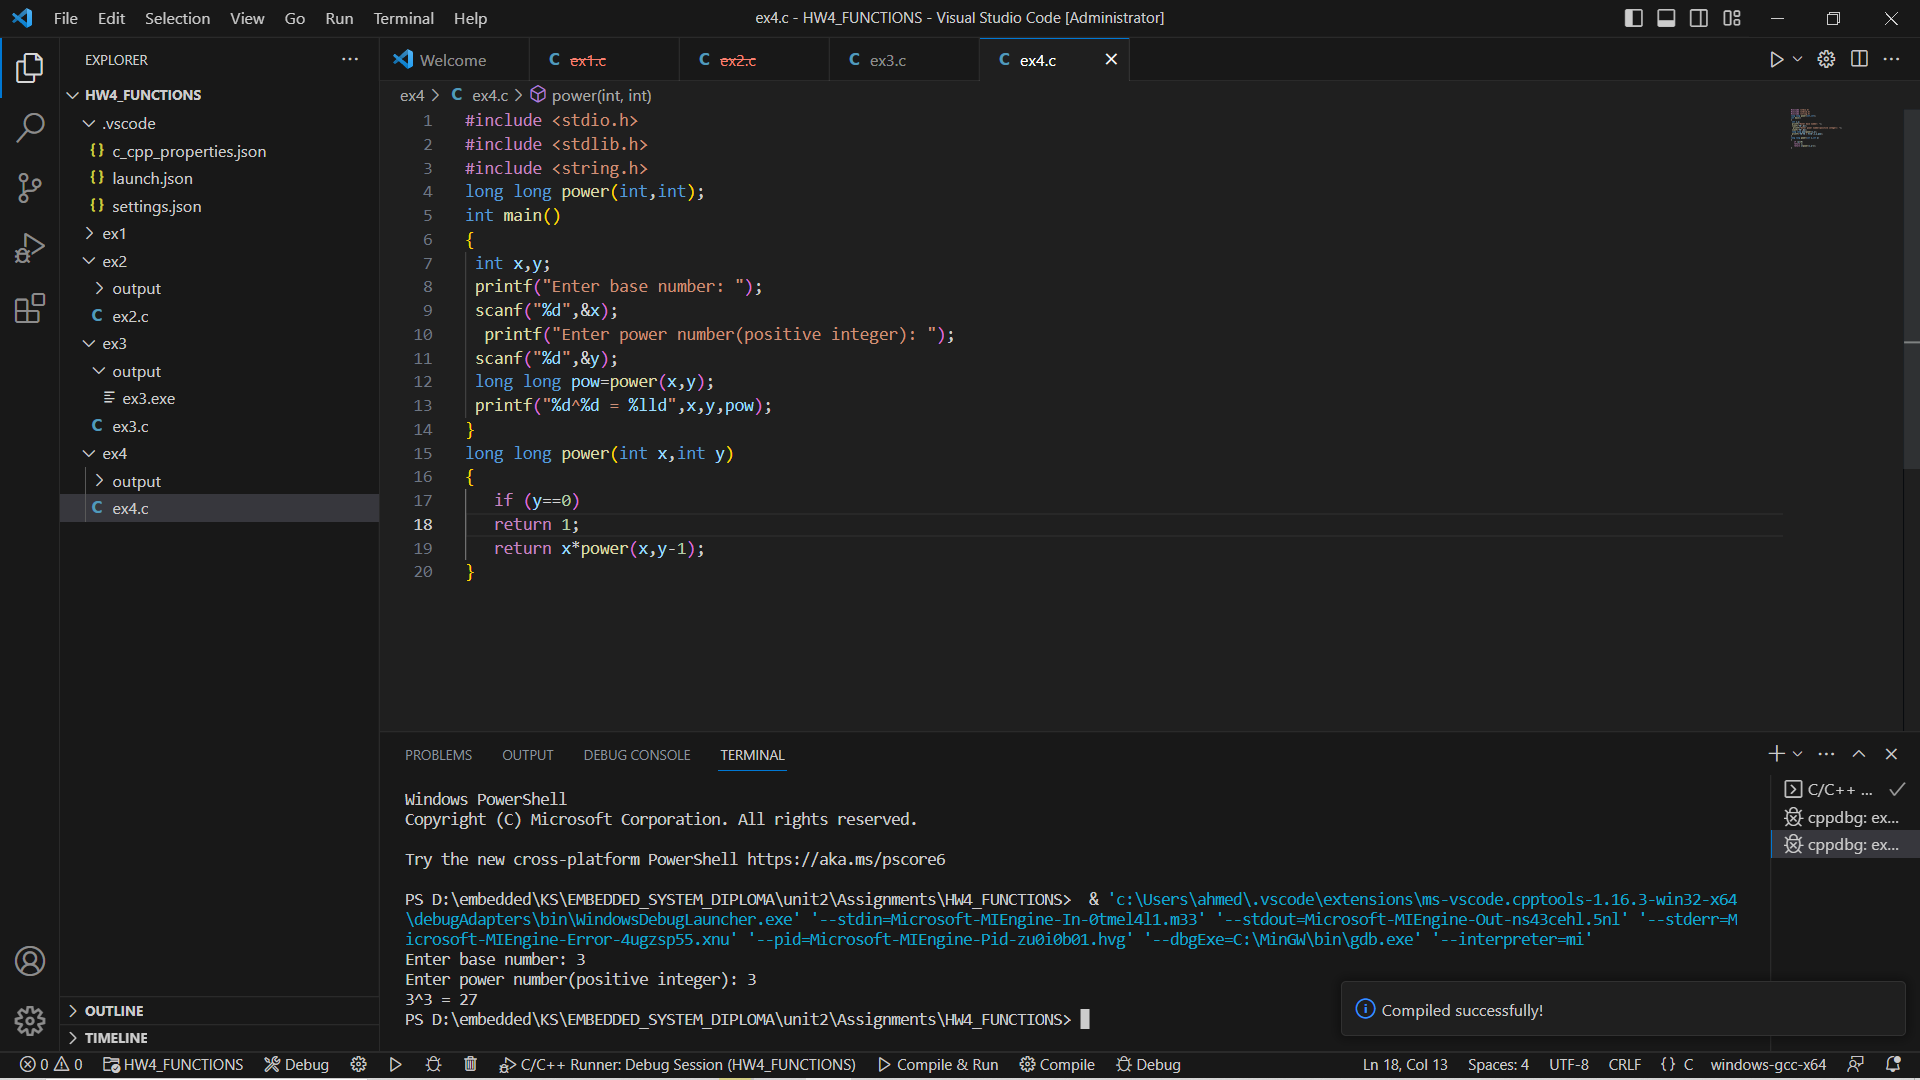 File Edit Selection View Go Run Terminal Help
ex4.c - HW4_FUNCTIONS - Visual Studio Code [Administrator]
EXPLORER
HW4_FUNCTIONS
.vscode
{} c_cpp_properties.json
{} launch.json
{} settings.json
ex1
ex2
output
C ex2.c
ex3
output
ex3.exe
C ex3.c
ex4
output
C ex4.c
OUTLINE
TIMELINE
Welcome C ex1.c C ex2.c C ex3.c C ex4.c
ex4 > C ex4.c > power(int, int)
1 #include <stdio.h>
2 #include <stdlib.h>
3 #include <string.h>
4 long long power(int,int);
5 int main()
6 {
7 int x,y;
8 printf("Enter base number: ");
9 scanf("%d",&x);
10 printf("Enter power number(positive integer): ");
11 scanf("%d",&y);
12 long long pow=power(x,y);
13 printf("%d^%d = %lld",x,y,pow);
14 }
15 long long power(int x,int y)
16 {
17 if (y==0)
18 return 1;
19 return x*power(x,y-1);
20 }
PROBLEMS OUTPUT DEBUG CONSOLE TERMINAL
Windows PowerShell
Copyright (C) Microsoft Corporation. All rights reserved.
Try the new cross-platform PowerShell https://aka.ms/pscore6
PS D:\embedded\KS\EMBEDDED_SYSTEM_DIPLOMA\unit2\Assignments\HW4_FUNCTIONS> & 'c:\Users\ahmed\.vscode\extensions\ms-vscode.cpptools-1.16.3-win32-x64
\debugAdapters\bin\WindowsDebugLauncher.exe' '--stdin=Microsoft-MIEngine-In-0tmel4l1.m33' '--stdout=Microsoft-MIEngine-Out-ns43cehl.5nl' '--stderr=M
icrosoft-MIEngine-Error-4ugzsp55.xnu' '--pid=Microsoft-MIEngine-Pid-zu0i0b01.hvg' '--dbgExe=C:\MinGW\bin\gdb.exe' '--interpreter=mi'
Enter base number: 3
Enter power number(positive integer): 3
3^3 = 27
PS D:\embedded\KS\EMBEDDED_SYSTEM_DIPLOMA\unit2\Assignments\HW4_FUNCTIONS>
C/C++ ...
cppdbg: ex...
cppdbg: ex...
Compiled successfully!
0 0 HW4_FUNCTIONS Debug C/C++ Runner: Debug Session (HW4_FUNCTIONS) Compile & Run Compile Debug Ln 18, Col 13 Spaces: 4 UTF-8 CRLF {} C windows-gcc-x64